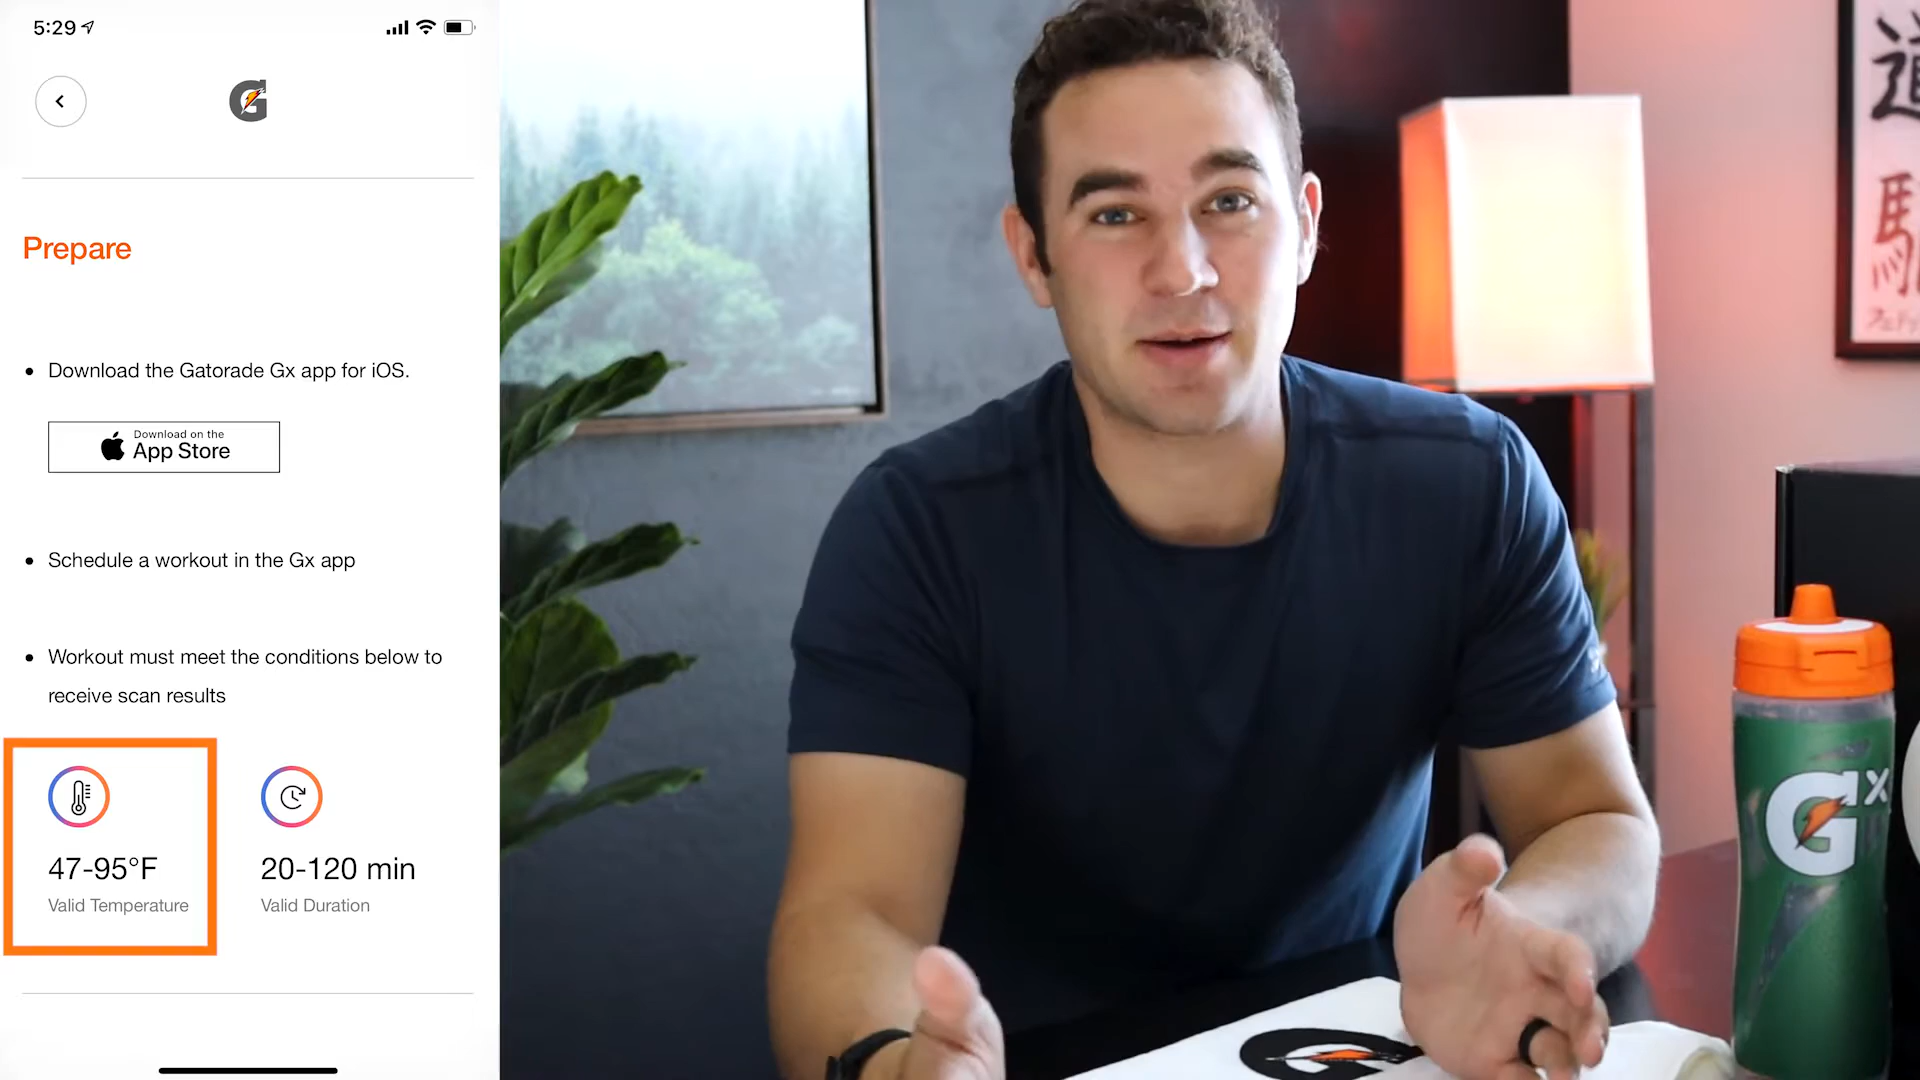 5:29
G
Prepare
Download the Gatorade Gx app for iOS.
Download on the
App Store
Schedule a workout in the Gx app
Workout must meet the conditions below to
receive scan results
47-95°F
Valid Temperature
20-120 min
Valid Duration
道
Gx
G